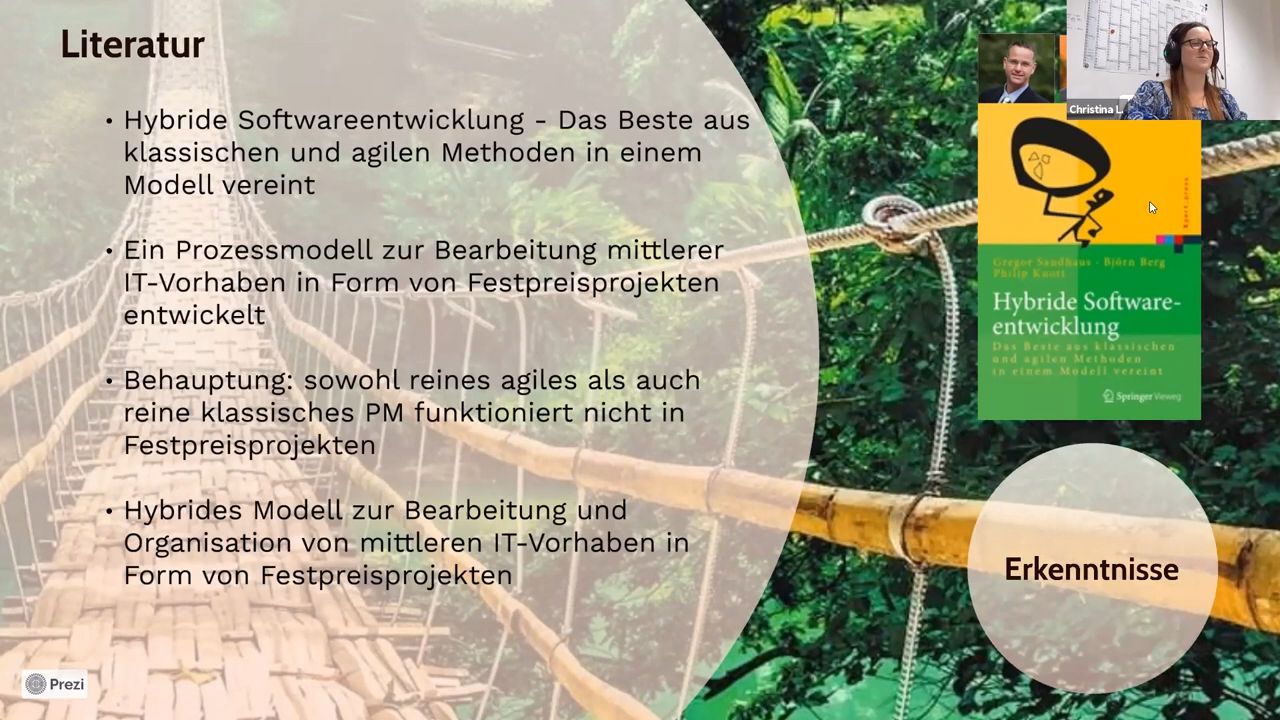 Literatur
• Hybride Softwareentwicklung - Das Beste aus
klassischen und agilen Methoden in einem
Modell vereint
• Ein Prozessmodell zur Bearbeitung mittlerer
IT-Vorhaben in Form von Festpreisprojekten
entwickelt
• Behauptung: sowohl reines agiles als auch
reine klassisches PM funktioniert nicht in
Festpreisprojekten
• Hybrides Modell zur Bearbeitung und
Organisation von mittleren IT-Vorhaben in
Form von Festpreisprojekten
Prezi
Christina L
Xpert.press
Gregor Sandhaus · Björn Berg
Philip Knott
Hybride Software-
entwicklung
Das Beste aus klassischen
und agilen Methoden
in einem Modell vereint
Springer Vieweg
Erkenntnisse